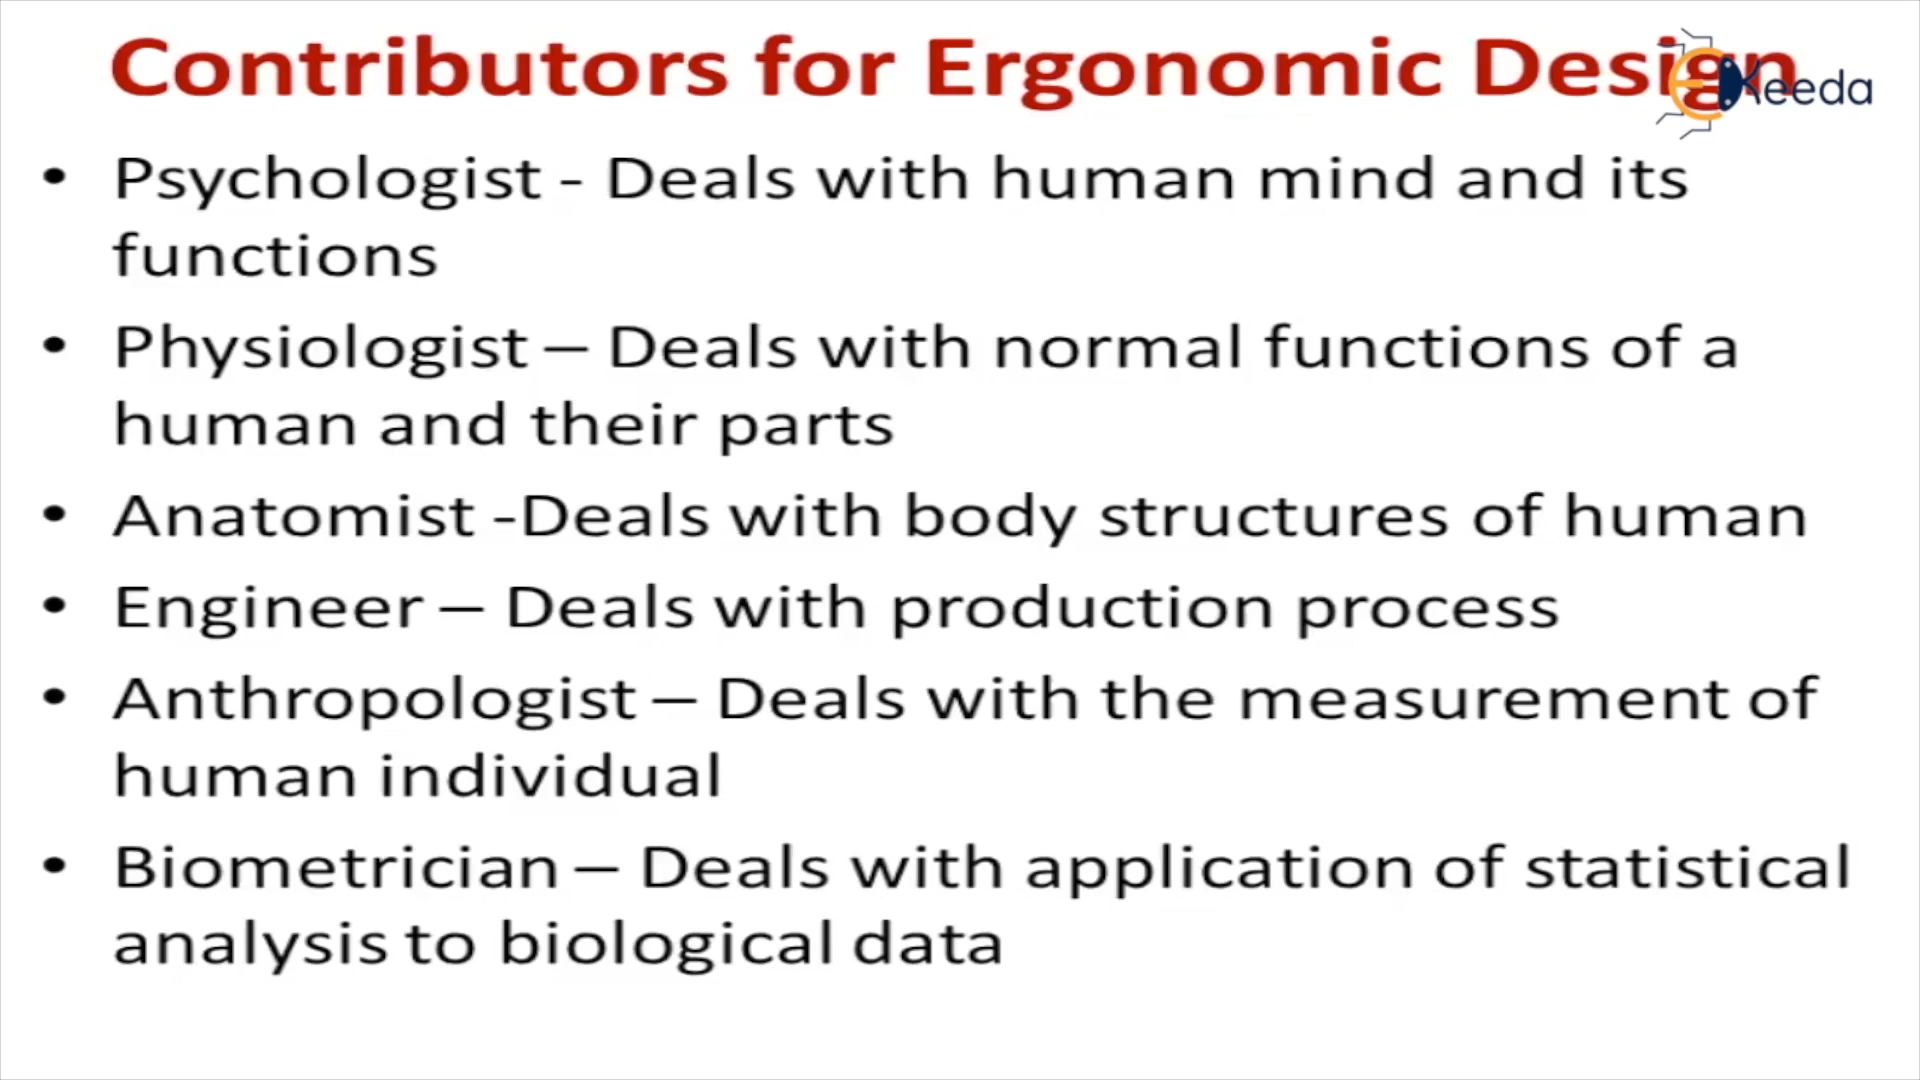 Contributors for Ergonomic Design
Keeda
• Psychologist - Deals with human mind and its
functions
• Physiologist – Deals with normal functions of a
human and their parts
• Anatomist -Deals with body structures of human
• Engineer – Deals with production process
• Anthropologist – Deals with the measurement of
human individual
• Biometrician – Deals with application of statistical
analysis to biological data